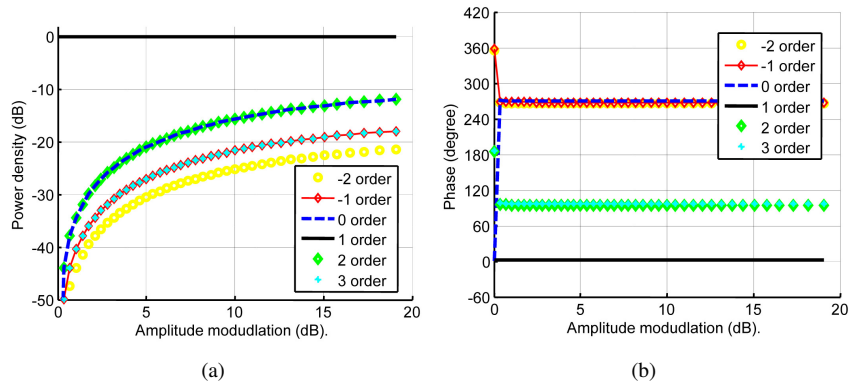 0
-10
-20
-30
-40
-50
Power density (dB)
0 5 10 15 20
Amplitude modudlation (dB).
-2 order
-1 order
0 order
1 order
2 order
3 order
(a)
420
360
300
240
180
120
60
0
-60
Phase (degree)
0 5 10 15 20
Amplitude modudlation (dB).
-2 order
-1 order
0 order
1 order
2 order
3 order
(b)